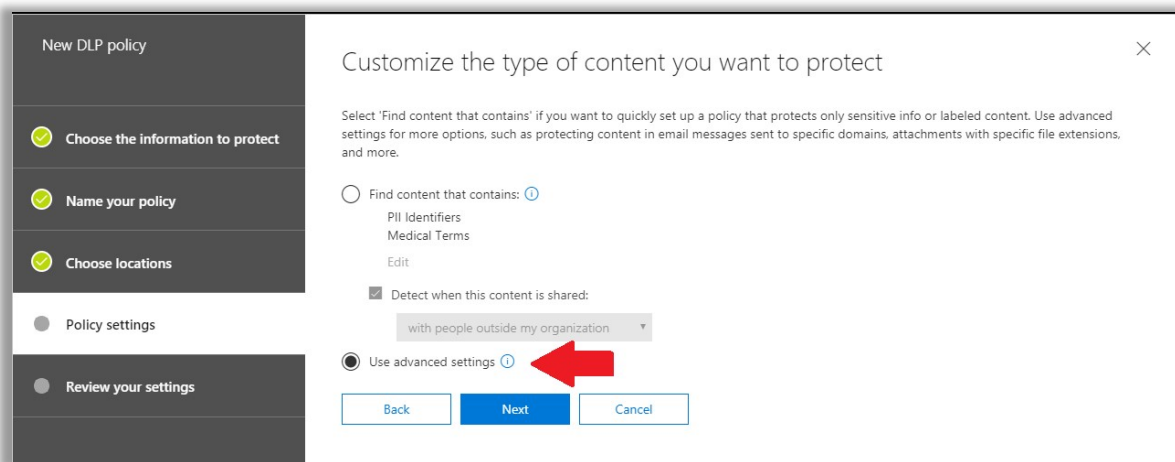 New DLP policy
Choose the information to protect
Name your policy
Choose locations
Policy settings
Review your settings
Customize the type of content you want to protect
Select 'Find content that contains' if you want to quickly set up a policy that protects only sensitive info or labeled content. Use advanced
settings for more options, such as protecting content in email messages sent to specific domains, attachments with specific file extensions,
and more.
Find content that contains:
PII Identifiers
Medical Terms
Edit
Detect when this content is shared:
with people outside my organization
Use advanced settings
Back
Next
Cancel